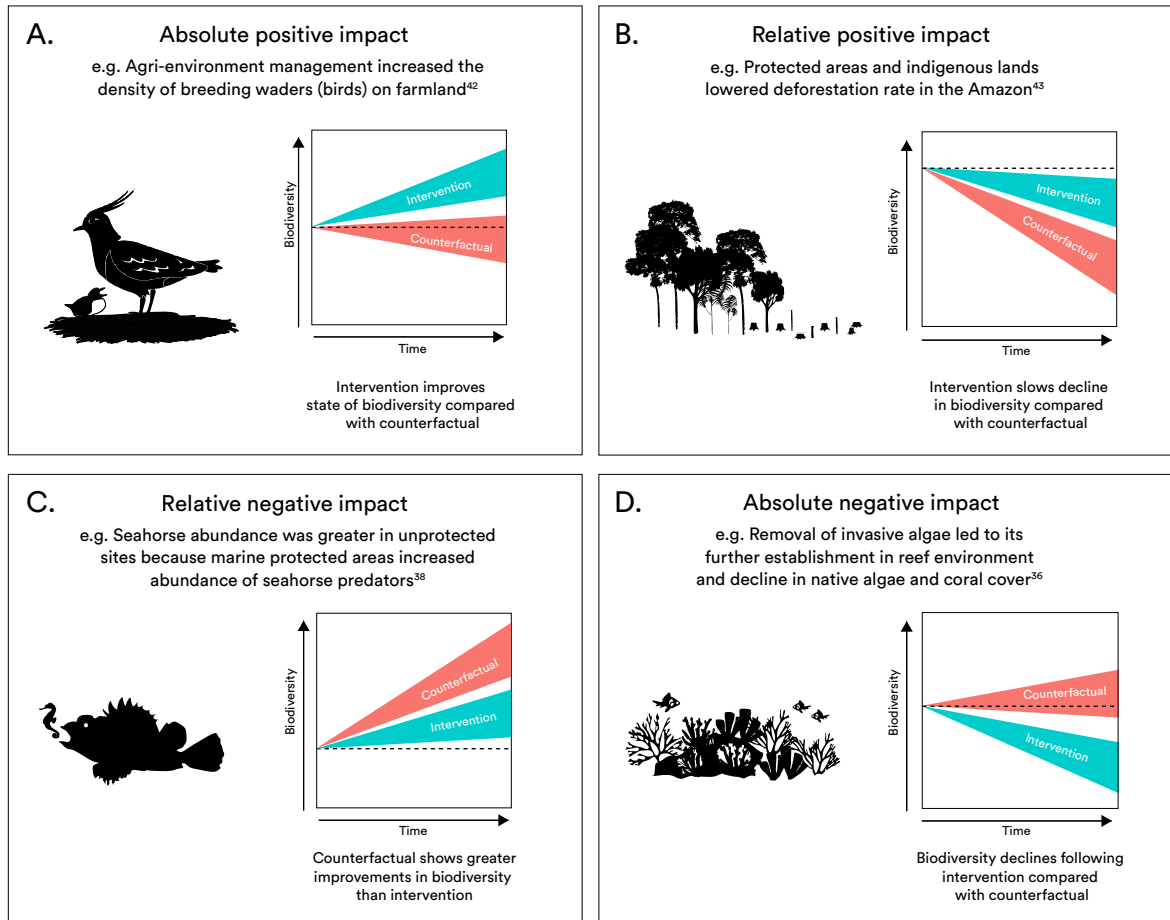 A.
Absolute positive impact
e.g. Agri-environment management increased the
density of breeding waders (birds) on farmland⁴²
Biodiversity
Intervention
Counterfactual
Time
Intervention improves
state of biodiversity compared
with counterfactual
B.
Relative positive impact
e.g. Protected areas and indigenous lands
lowered deforestation rate in the Amazon⁴³
Biodiversity
Intervention
Counterfactual
Time
Intervention slows decline
in biodiversity compared
with counterfactual
C.
Relative negative impact
e.g. Seahorse abundance was greater in unprotected
sites because marine protected areas increased
abundance of seahorse predators³⁸
Biodiversity
Counterfactual
Intervention
Time
Counterfactual shows greater
improvements in biodiversity
than intervention
D.
Absolute negative impact
e.g. Removal of invasive algae led to its
further establishment in reef environment
and decline in native algae and coral cover³⁶
Biodiversity
Counterfactual
Intervention
Time
Biodiversity declines following
intervention compared
with counterfactual